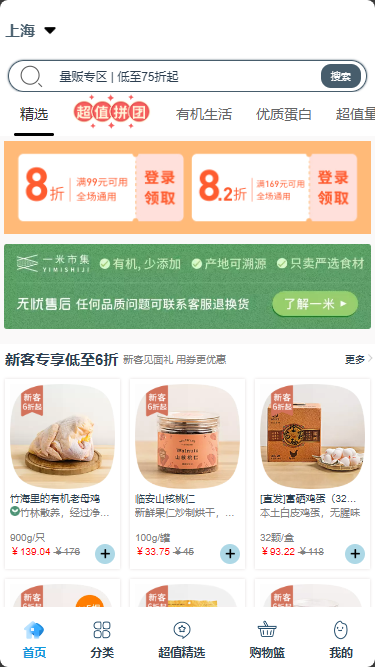 上海
量贩专区 | 低至75折起
搜索
精选
超值拼团
有机生活
优质蛋白
超值量
8折
满99元可用
全场通用
登录
领取
8.2折
满169元可用
全场通用
登录
领取
一米市集
YIMISHIJI
有机, 少添加
产地可溯源
只卖严选食材
无忧售后 任何品质问题可联系客服退换货
了解一米
新客专享低至6折
新客见面礼 用券更优惠
更多
新客
6折起
新客
6折起
新客
6折起
竹海里的有机老母鸡
竹林散养，经过净…
900g/只
￥139.04 ￥176
临安山核桃仁
新鲜果仁炒制烘干，…
100g/罐
￥33.75 ￥45
[直发]富硒鸡蛋（32…
本土白皮鸡蛋，无腥味
32颗/盒
￥93.22 ￥118
新客
6折起
新客
6折起
新客
6折起
首页
分类
超值精选
购物篮
我的